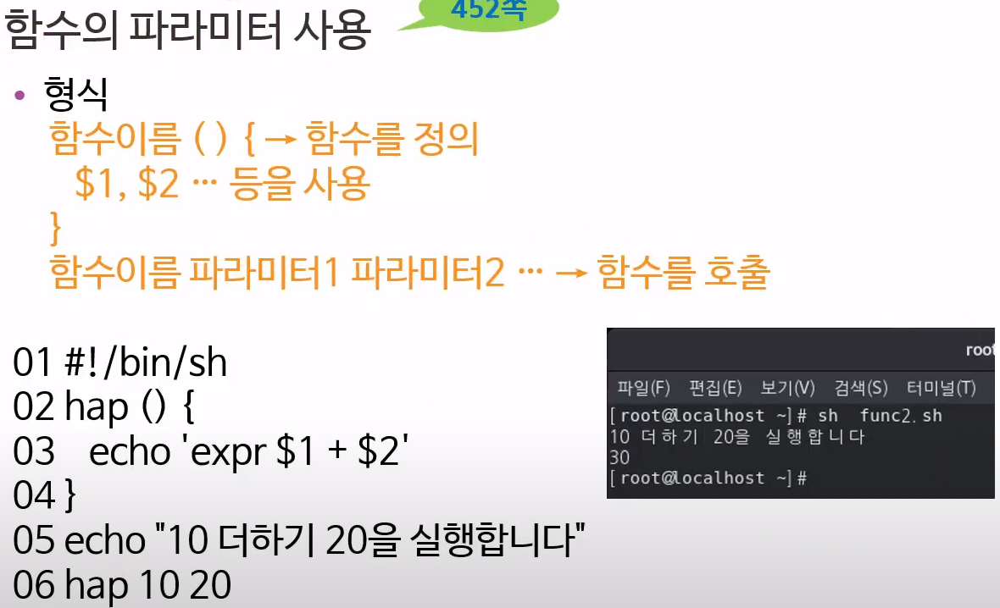 함수의 파라미터 사용
452쪽
• 형식
함수이름 ( ) { → 함수를 정의
$1, $2 … 등을 사용
}
함수이름 파라미터1 파라미터2 … → 함수를 호출
01 #!/bin/sh
02 hap () {
03 echo 'expr $1 + $2'
04 }
05 echo "10 더하기 20을 실행합니다"
06 hap 10 20
root
파일(F) 편집(E) 보기(V) 검색(S) 터미널(T)
[root@localhost ~]# sh func2.sh
10 더하기 20을 실행합니다
30
[root@localhost ~]#